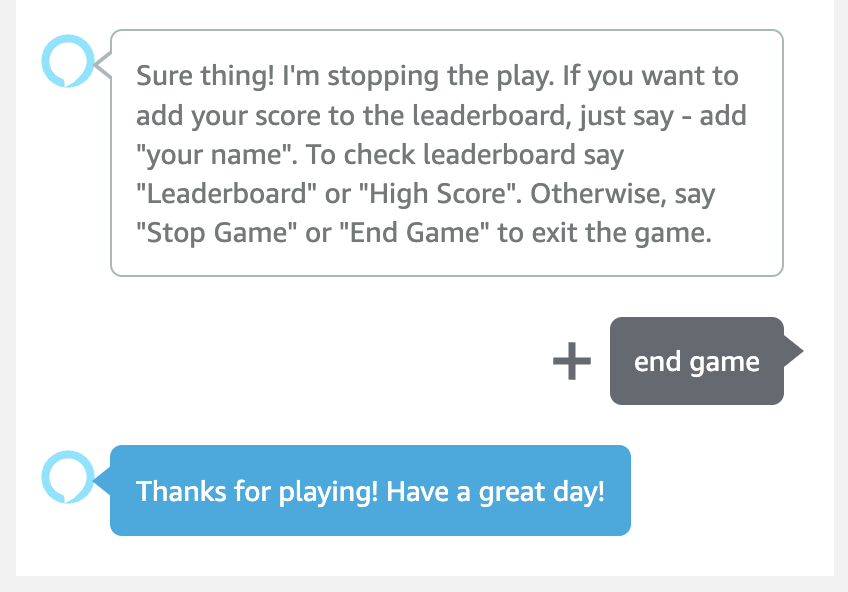 Sure thing! I'm stopping the play. If you want to
add your score to the leaderboard, just say - add
"your name". To check leaderboard say
"Leaderboard" or "High Score". Otherwise, say
"Stop Game" or "End Game" to exit the game.
end game
Thanks for playing! Have a great day!